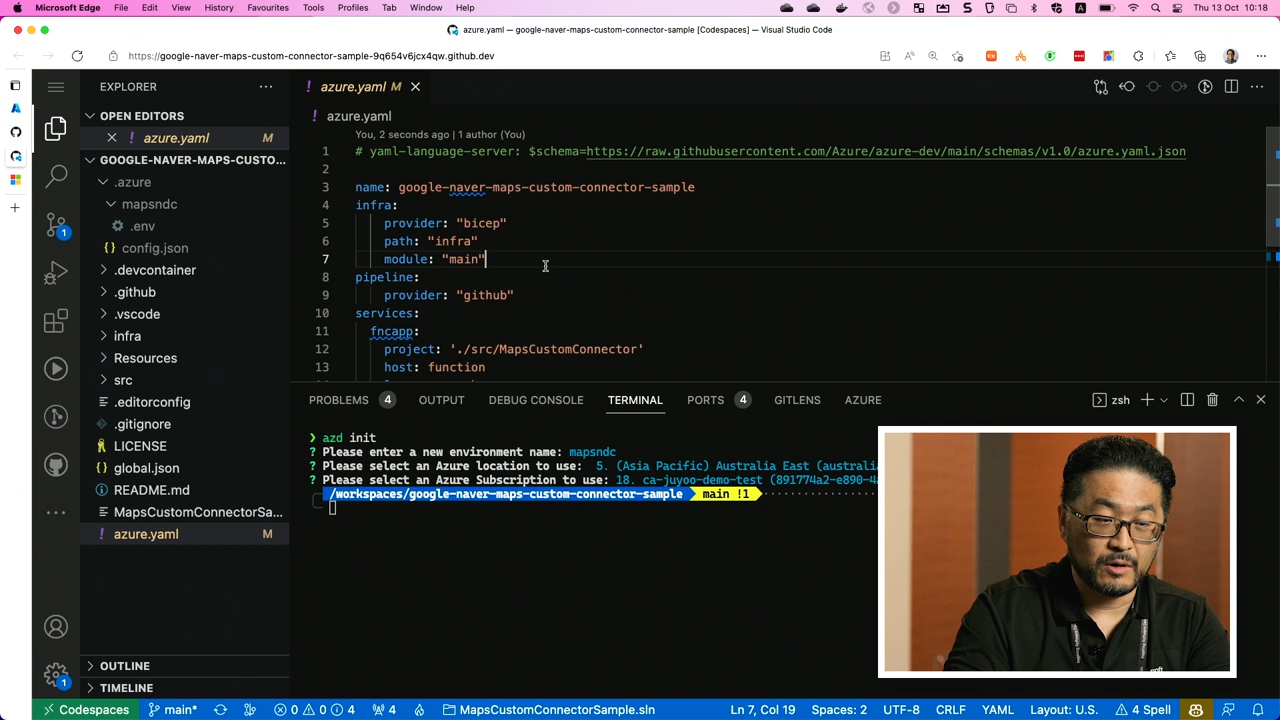 Microsoft Edge File Edit View History Favourites Tools Profiles Tab Window Help Thu 13 Oct 10:18
azure.yaml — google-naver-maps-custom-connector-sample [Codespaces] — Visual Studio Code
https://google-naver-maps-custom-connector-sample-9q654v6jcx4qw.github.dev
EXPLORER
OPEN EDITORS
azure.yaml M
GOOGLE-NAVER-MAPS-CUSTO...
.azure
mapsndc
.env
config.json
.devcontainer
.github
.vscode
infra
Resources
src
.editorconfig
.gitignore
LICENSE
global.json
README.md
MapsCustomConnectorSa...
azure.yaml M
OUTLINE
TIMELINE
1
1
azure.yaml M
azure.yaml
You, 2 seconds ago | 1 author (You)
1 # yaml-language-server: $schema=https://raw.githubusercontent.com/Azure/azure-dev/main/schemas/v1.0/azure.yaml.json
2
3 name: google-naver-maps-custom-connector-sample
4 infra:
5 provider: "bicep"
6 path: "infra"
7 module: "main"
8 pipeline:
9 provider: "github"
10 services:
11 fncapp:
12 project: './src/MapsCustomConnector'
13 host: function
PROBLEMS 4 OUTPUT DEBUG CONSOLE TERMINAL PORTS 4 GITLENS AZURE zsh
❯ azd init
? Please enter a new environment name: mapsndc
? Please select an Azure location to use: 5. (Asia Pacific) Australia East (australia
? Please select an Azure Subscription to use: 18. ca-juyoo-demo-test (891774a2-e890-4
/workspaces/google-naver-maps-custom-connector-sample main !1
Codespaces main* 0 0 4 4 MapsCustomConnectorSample.sln Ln 7, Col 19 Spaces: 2 UTF-8 CRLF YAML Layout: U.S. 4 Spell